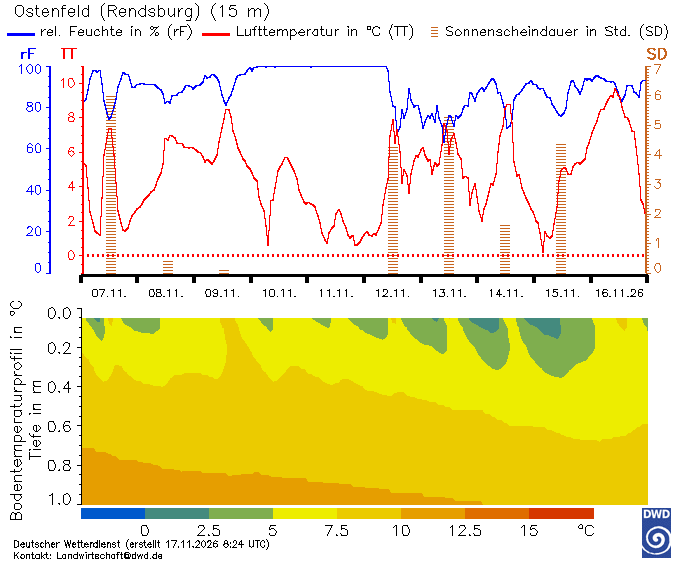 Ostenfeld (Rendsburg) (15 m)
rel. Feuchte in % (rF) Lufttemperatur in °C (TT) Sonnenscheindauer in Std. (SD)
rF TT SD
100 10 7
80 8 6
60 6 5
40 4 4
20 2 3
0 0 2
1
0
07.11. 08.11. 09.11. 10.11. 11.11. 12.11. 13.11. 14.11. 15.11. 16.11.26
Bodentemperaturprofil in °C
Tiefe in m
0.0
0.2
0.4
0.6
0.8
1.0
0 2.5 5 7.5 10 12.5 15 °C
DWD
Deutscher Wetterdienst (erstellt 17.11.2026 8:24 UTC)
Kontakt: Landwirtschaft@dwd.de